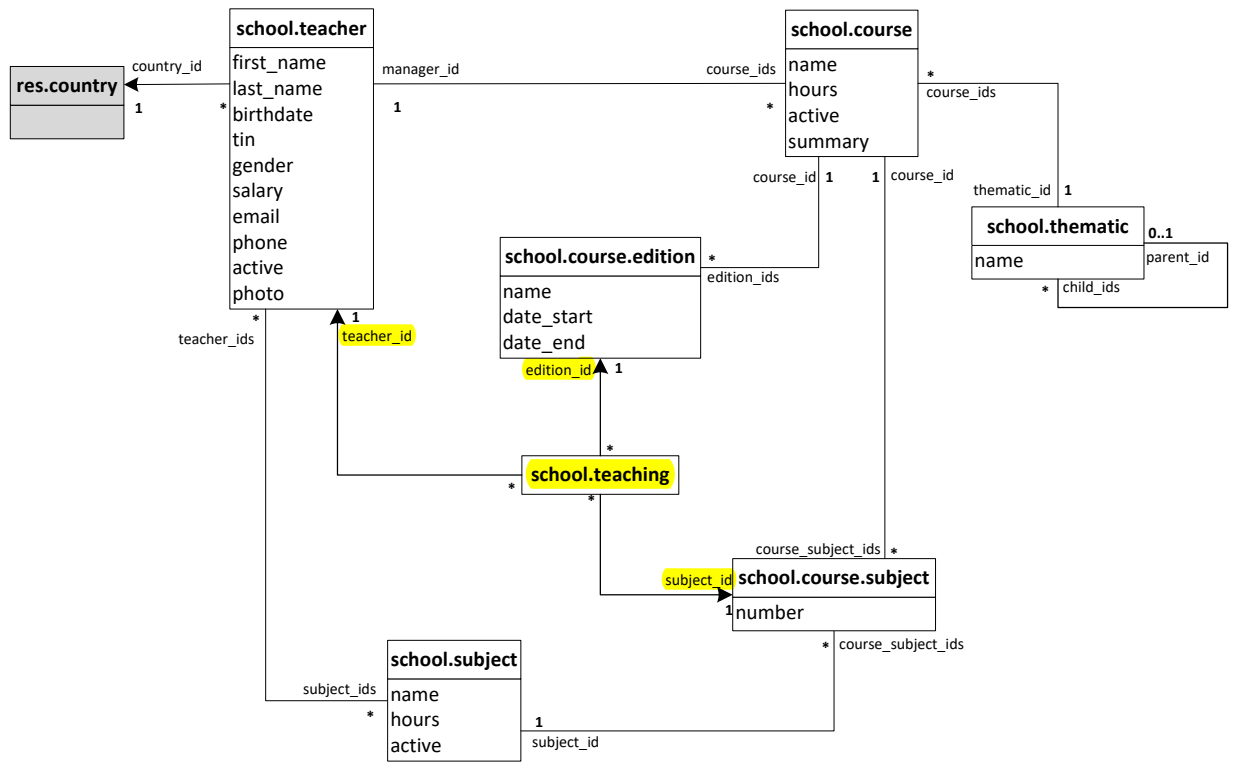 school.teacher
first_name
last_name
birthdate
tin
gender
salary
email
phone
active
photo
res.country
country_id
1
*
manager_id
1
course_ids
*
school.course
name
hours
active
summary
*
course_ids
thematic_id 1
school.thematic
name
0..1
parent_id
* child_ids
course_id 1
1 course_id
school.course.edition
name
date_start
date_end
*
edition_ids
*
teacher_ids
1
teacher_id
edition_id 1
*
school.teaching
*
*
course_subject_ids *
subject_id
1
school.course.subject
number
* course_subject_ids
school.subject
name
hours
active
subject_ids
*
1
subject_id